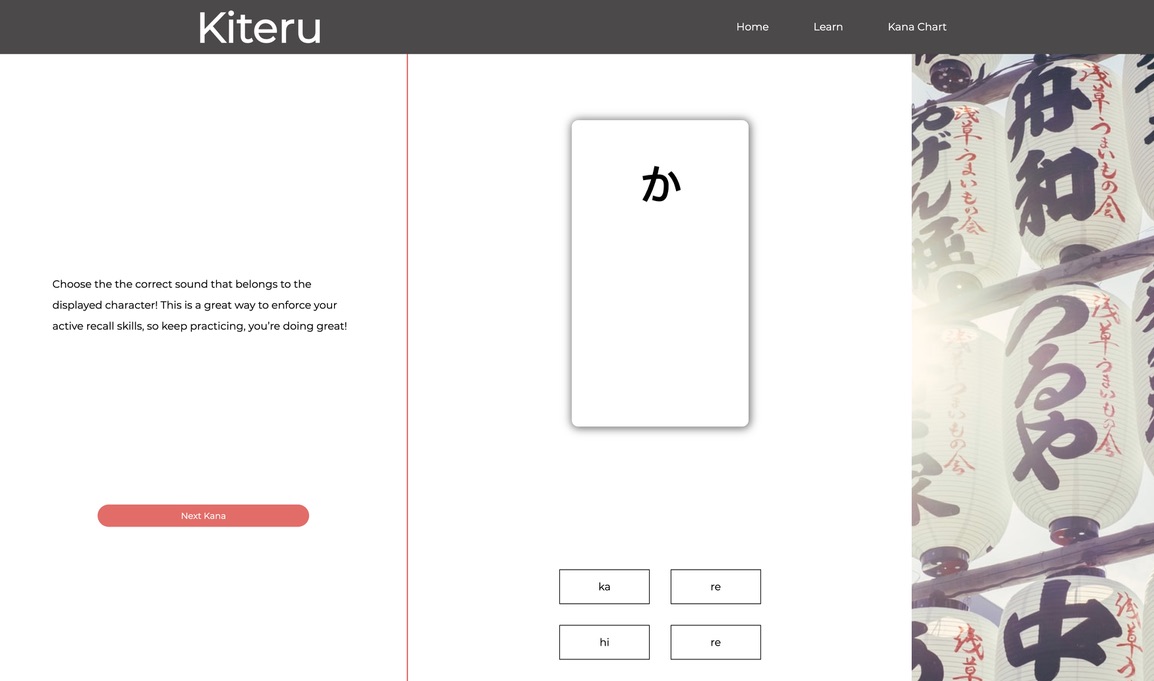 Kiteru
Home
Learn
Kana Chart
か
Choose the the correct sound that belongs to the
displayed character! This is a great way to enforce your
active recall skills, so keep practicing, you're doing great!
Next Kana
ka
re
hi
re
舟和
浅草うまいもの会
浅草うまいもの会
つるや
浅草うまいもの会
うまいもの会
中
浅草
浅草